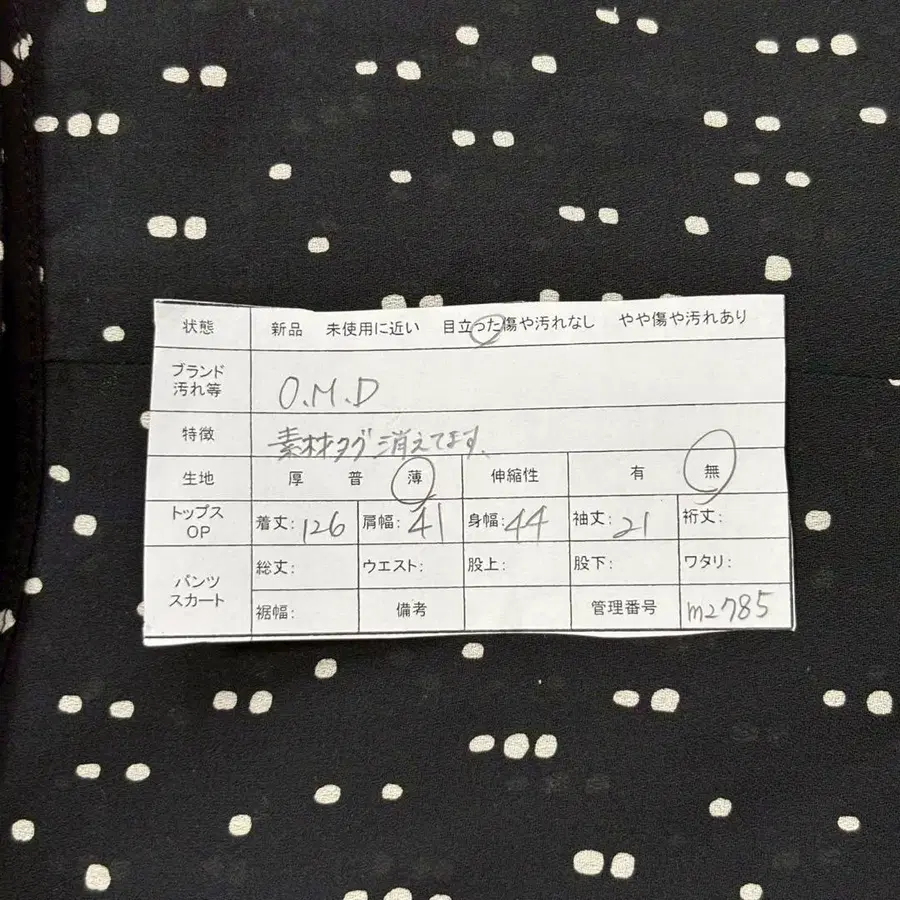 状態 新品 未使用に近い 目立った傷や汚れなし やや傷や汚れあり
ブランド
汚れ等 O.M.D
特徴 素材タグ消えてます、
生地 厚 普 薄 伸縮性 有 無
トップス
OP 着丈: 126 肩幅: 41 身幅: 44 袖丈: 21 裄丈:
パンツ
スカート 総丈: ウエスト: 股上: 股下: ワタリ:
裾幅: 備考 管理番号 m2785